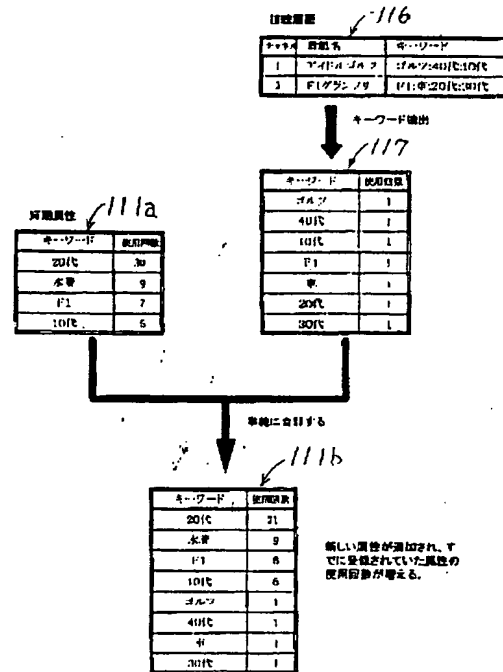 視聴履歴 116
チャネル 番組名 キーワード
1 アイドルゴルフ ゴルフ:40代:10代
F1グランプリ F1:車:20代:30代
キーワード抽出
117
キーワード 使用回数
ゴルフ 1
40代 1
10代 1
F1 1
車 1
20代 1
30代 1
初期属性 111a
キーワード 使用回数
20代
水着 9
F1 7
10代 5
単純に合計する
111b
キーワード 使用回数
20代 21
水着 9
F1 8
10代 6
ゴルフ 1
40代 1
車 1
30代 1
新しい属性が追加され、す
でに登録されていた属性の
使用回数が増える。